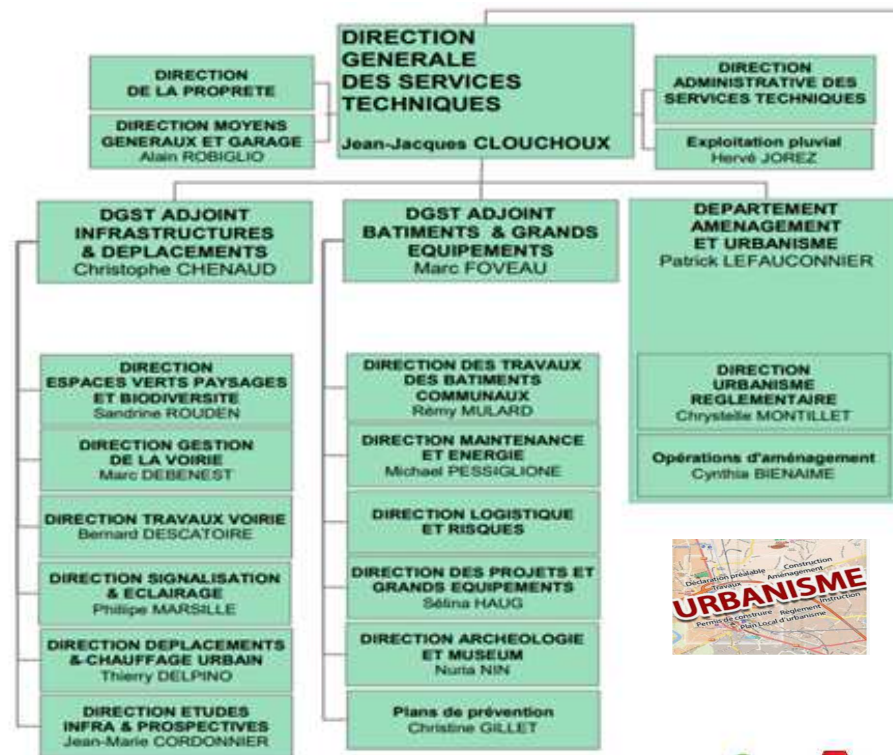 DIRECTION
GENERALE
DES SERVICES
TECHNIQUES
Jean-Jacques CLOUCHOUX
DIRECTION
DE LA PROPRETE
DIRECTION MOYENS
GENERAUX ET GARAGE
Alain ROBIGLIO
DIRECTION
ADMINISTRATIVE DES
SERVICES TECHNIQUES
Exploitation pluvial
Hervé JOREZ
DGST ADJOINT
INFRASTRUCTURES
& DEPLACEMENTS
Christophe CHENAUD
DIRECTION
ESPACES VERTS PAYSAGES
ET BIODIVERSITE
Sandrine ROUDEN
DIRECTION GESTION
DE LA VOIRIE
Marc DEBENEST
DIRECTION TRAVAUX VOIRIE
Bernard DESCATOIRE
DIRECTION SIGNALISATION
& ECLAIRAGE
Philipe MARSILLE
DIRECTION DEPLACEMENTS
& CHAUFFAGE URBAIN
Thierry DELPINO
DIRECTION ETUDES
INFRA & PROSPECTIVES
Jean-Marie CORDONNIER
DGST ADJOINT
BATIMENTS & GRANDS
EQUIPEMENTS
Marc FOVEAU
DIRECTION DES TRAVAUX
DES BATIMENTS
COMMUNAUX
Rémy MULARD
DIRECTION MAINTENANCE
ET ENERGIE
Michael PESSIGLIONE
DIRECTION LOGISTIQUE
ET RISQUES
DIRECTION DES PROJETS ET
GRANDS EQUIPEMENTS
Sélina HAUG
DIRECTION ARCHEOLOGIE
ET MUSEUM
Nuria NIN
Plans de prévention
Christine GILLET
DEPARTEMENT
AMENAGEMENT
ET URBANISME
Patrick LEFAUCONNIER
DIRECTION
URBANISME
REGLEMENTAIRE
Chrystelle MONTILLET
Opérations d'aménagement
Cynthia BIENAIME
Construction
Déclaration préalable Aménagement
Travaux
URBANISME
Instruction
Permis de construire Règlement
Plan Local d'urbanisme